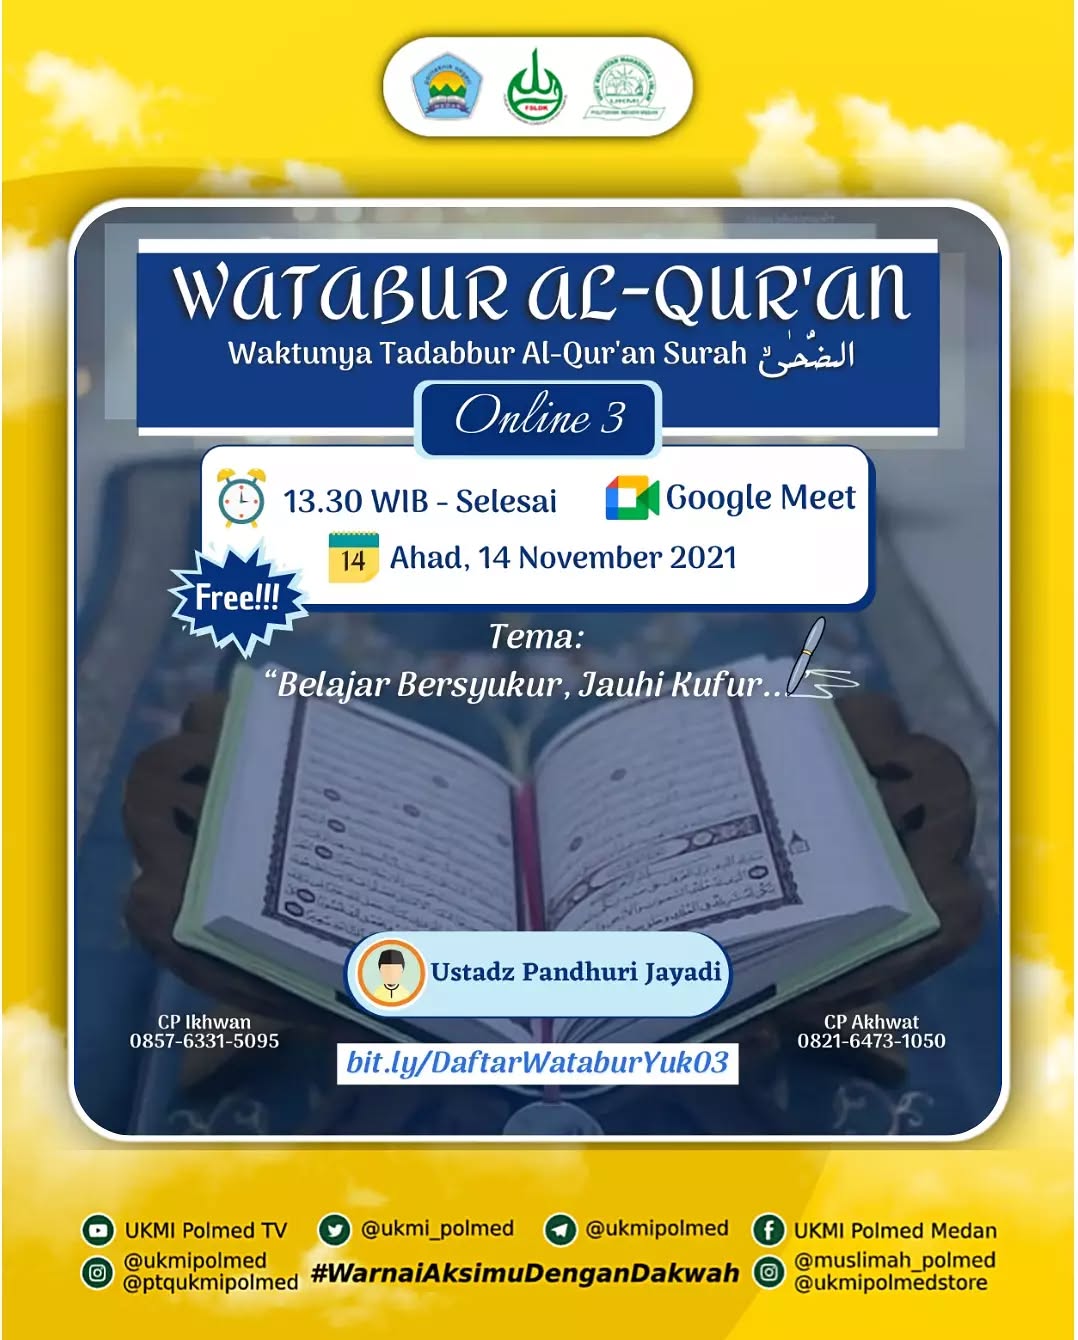 FSLDK
WATABUR AL-QUR'AN
Waktunya Tadabbur Al-Qur'an Surah الضُّحٰىۙ
Online 3
13.30 WIB - Selesai
Google Meet
14
Ahad, 14 November 2021
Free!!!
Tema:
“Belajar Bersyukur, Jauhi Kufur...”
Ustadz Pandhuri Jayadi
CP Ikhwan
0857-6331-5095
CP Akhwat
0821-6473-1050
bit.ly/DaftarWataburYuk03
UKMI Polmed TV
@ukmi_polmed
@ukmipolmed
UKMI Polmed Medan
@ukmipolmed
@ptqukmipolmed
#WarnaiAksimuDenganDakwah
@muslimah_polmed
@ukmipolmedstore